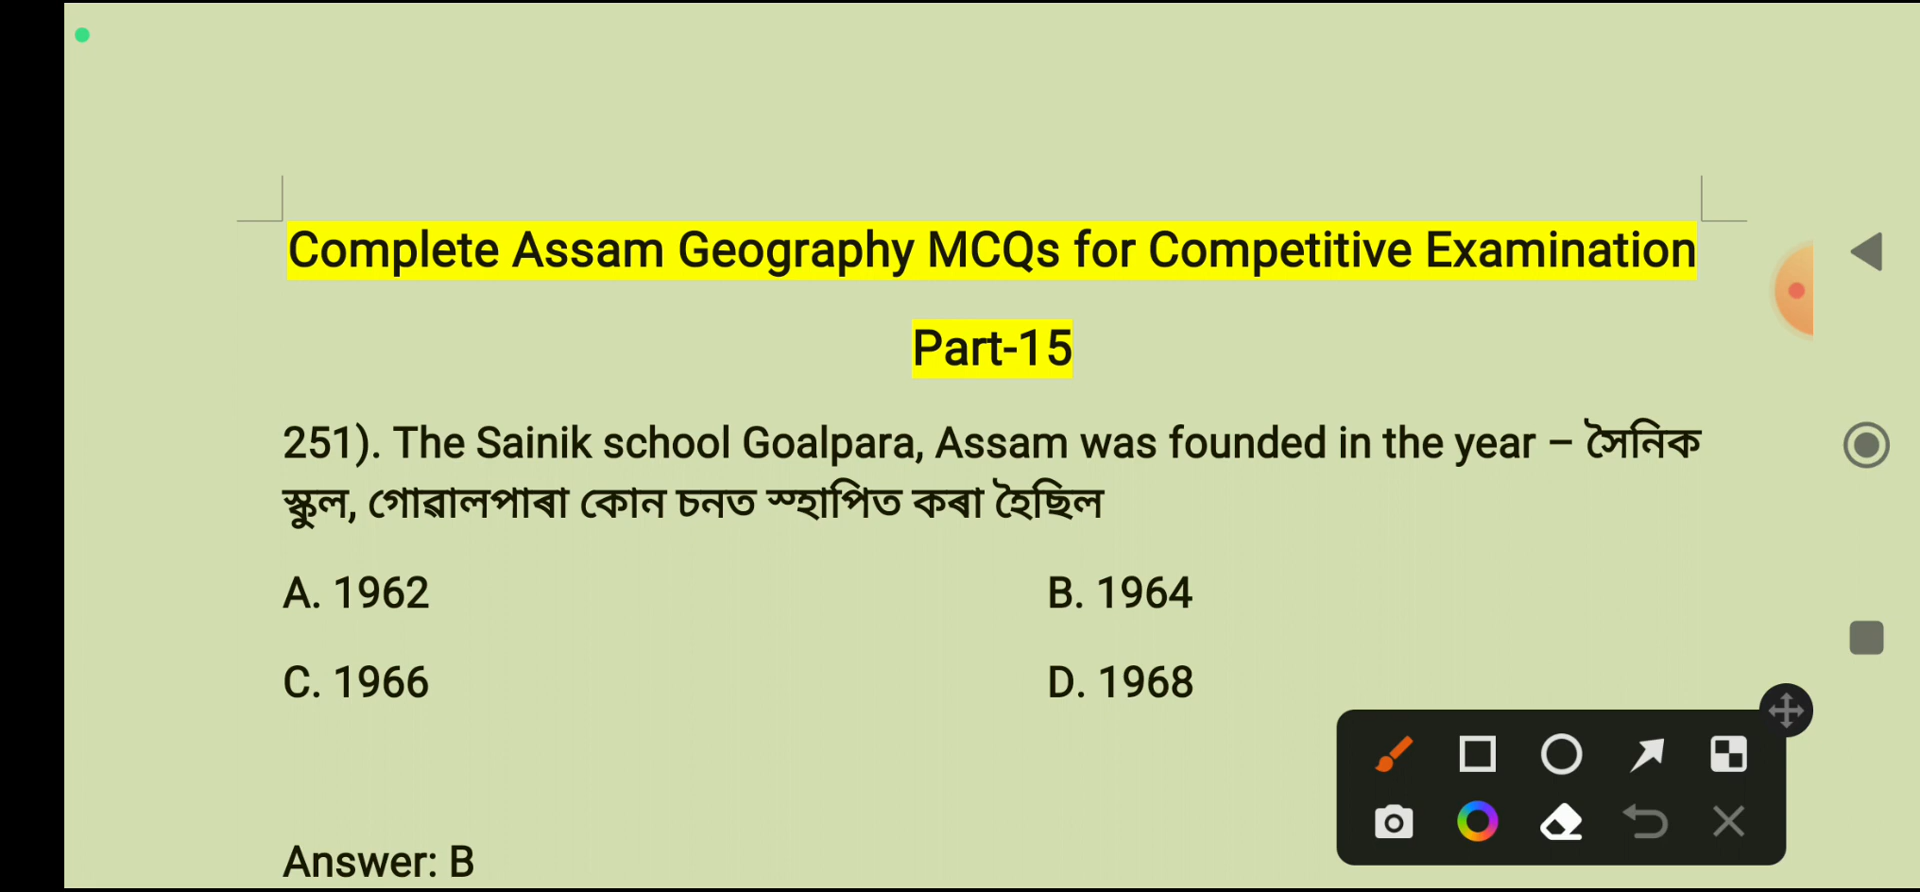 Complete Assam Geography MCQs for Competitive Examination
Part-15
251). The Sainik school Goalpara, Assam was founded in the year – সৈনিক
স্কুল, গোৱালপাৰা কোন চনত স্হাপিত কৰা হৈছিল
A. 1962 B. 1964
C. 1966 D. 1968
Answer: B